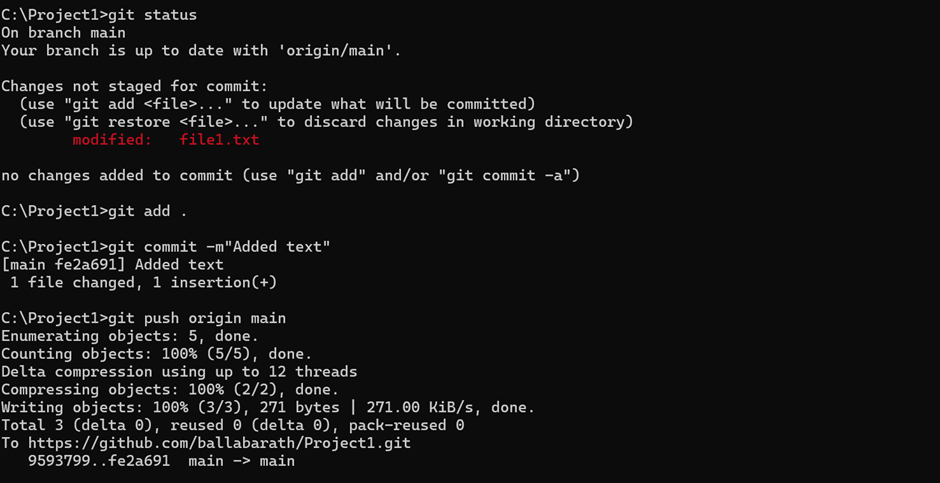 C:\Project1>git status
On branch main
Your branch is up to date with 'origin/main'.
Changes not staged for commit:
  (use "git add <file>..." to update what will be committed)
  (use "git restore <file>..." to discard changes in working directory)
        modified:   file1.txt
no changes added to commit (use "git add" and/or "git commit -a")
C:\Project1>git add .
C:\Project1>git commit -m"Added text"
[main fe2a691] Added text
 1 file changed, 1 insertion(+)
C:\Project1>git push origin main
Enumerating objects: 5, done.
Counting objects: 100% (5/5), done.
Delta compression using up to 12 threads
Compressing objects: 100% (2/2), done.
Writing objects: 100% (3/3), 271 bytes | 271.00 KiB/s, done.
Total 3 (delta 0), reused 0 (delta 0), pack-reused 0
To https://github.com/ballabarath/Project1.git
   9593799..fe2a691  main -> main